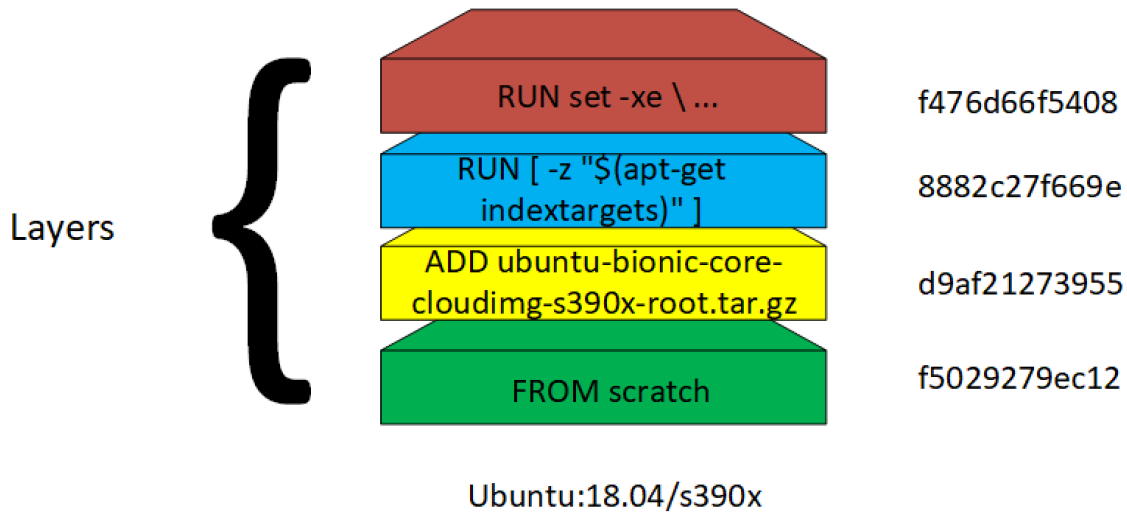 RUN set -xe \ ...
f476d66f5408
RUN [ -z "$(apt-get
indextargets)" ]
8882c27f669e
Layers
ADD ubuntu-bionic-core-
cloudimg-s390x-root.tar.gz
d9af21273955
FROM scratch
f5029279ec12
Ubuntu:18.04/s390x